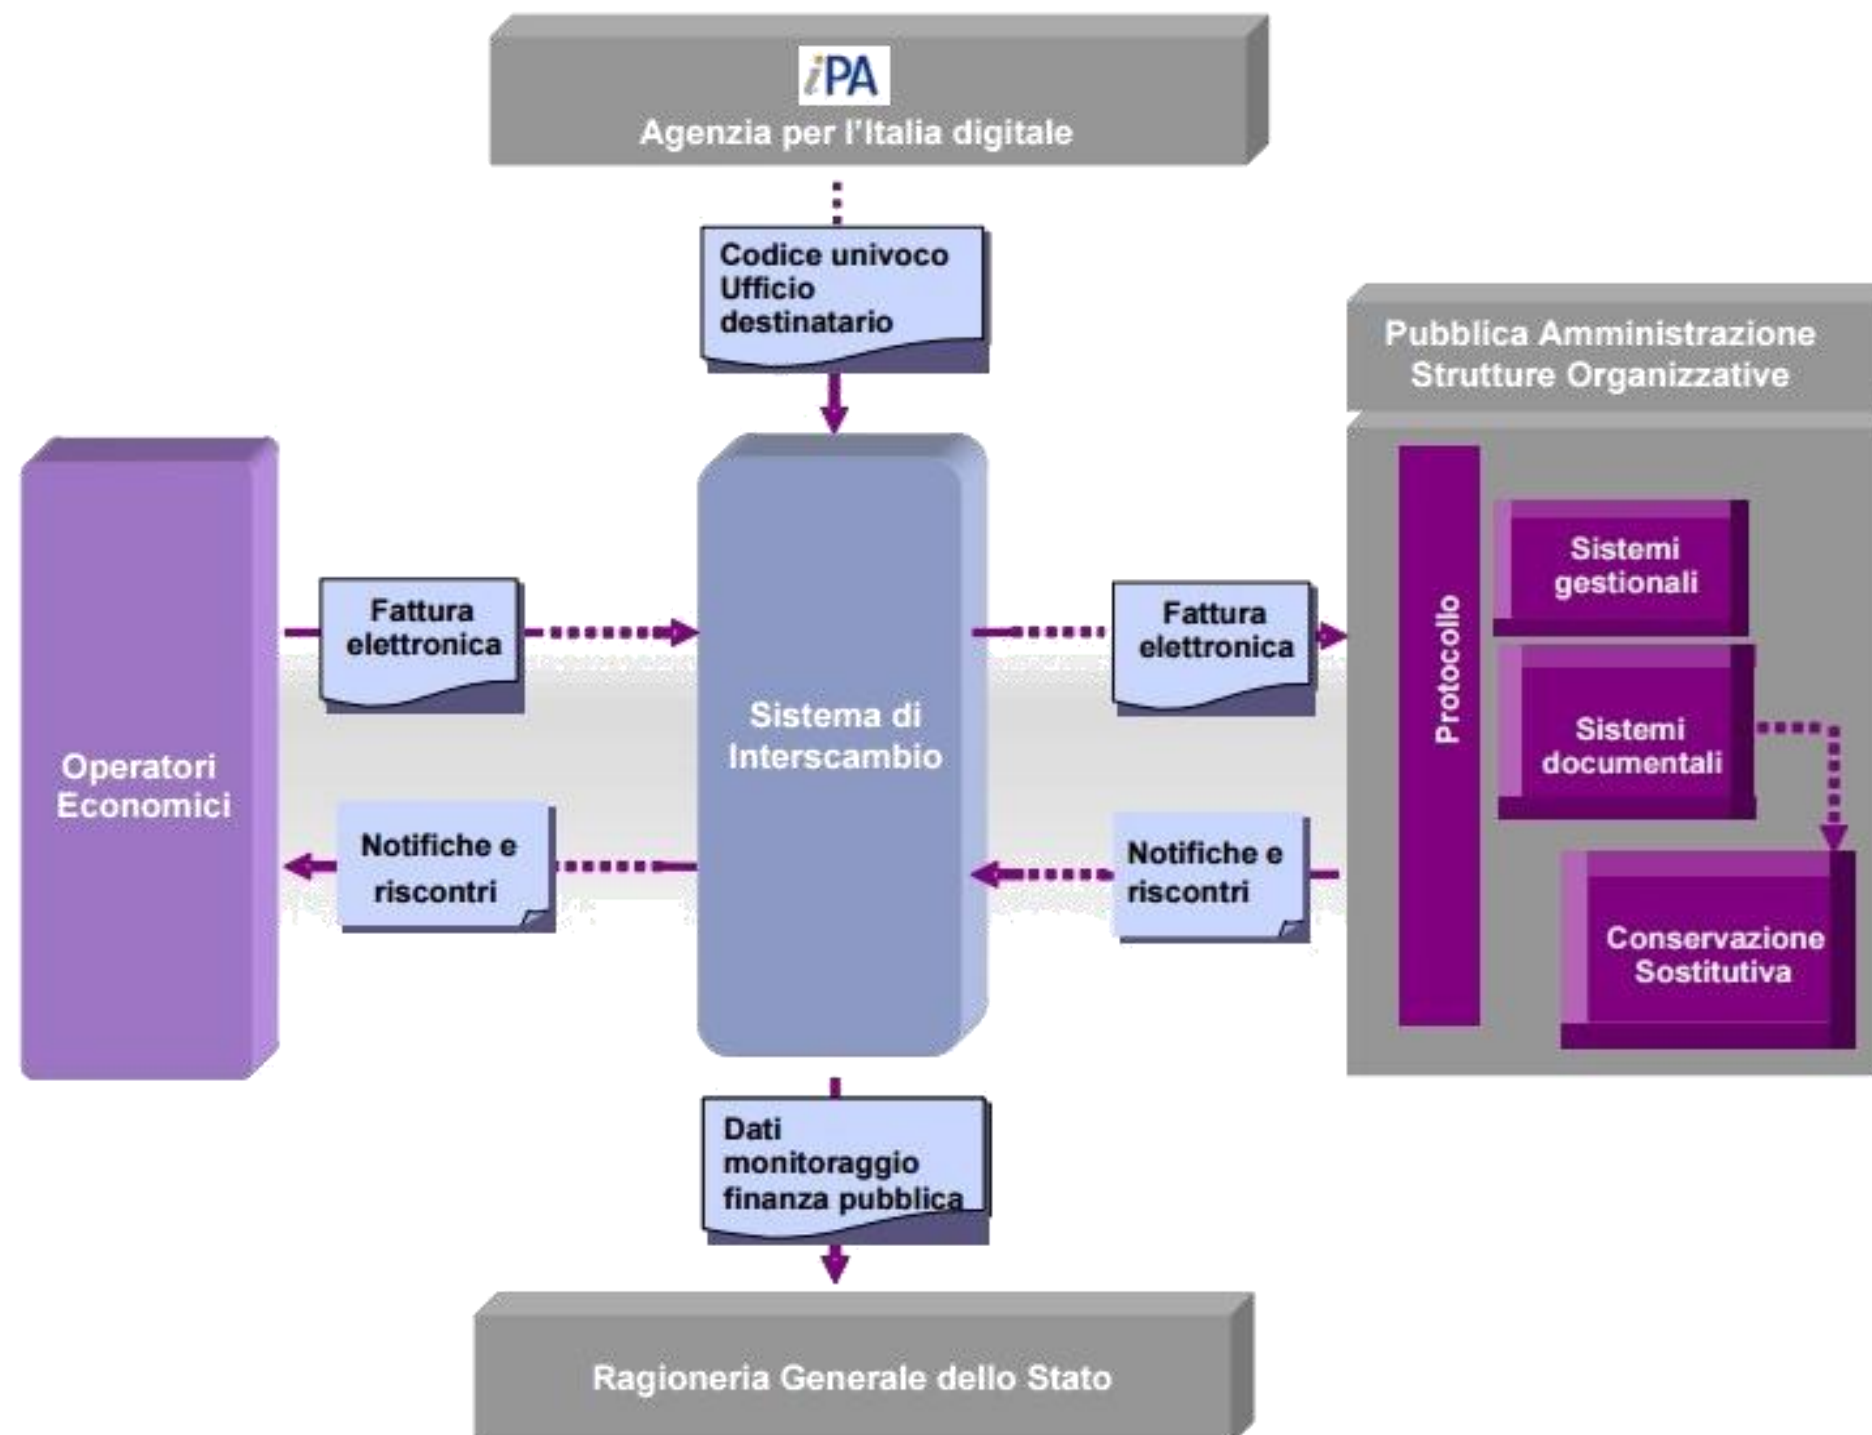 iPA
Agenzia per l'Italia digitale
Codice univoco
Ufficio
destinatario
Pubblica Amministrazione
Strutture Organizzative
Operatori
Economici
Fattura
elettronica
Sistema di
Interscambio
Fattura
elettronica
Notifiche e
riscontri
Notifiche e
riscontri
Protocollo
Sistemi
gestionali
Sistemi
documentali
Conservazione
Sostitutiva
Dati
monitoraggio
finanza pubblica
Ragioneria Generale dello Stato